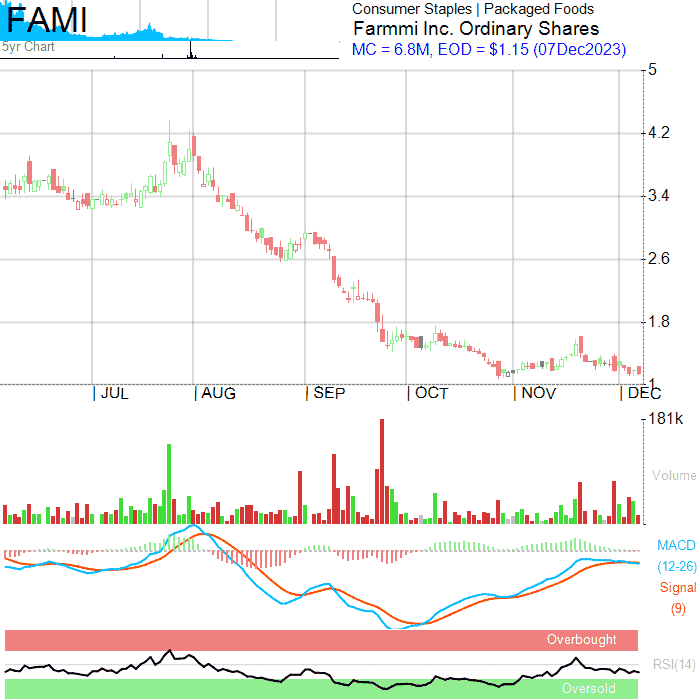 FAMI
5yr Chart
Consumer Staples | Packaged Foods
Farmmi Inc. Ordinary Shares
MC = 6.8M, EOD = $1.15 (07Dec2023)
5
4.2
3.4
2.6
1.8
1
JUL AUG SEP OCT NOV DEC
181k
Volume
MACD
(12-26)
Signal
(9)
Overbought
RSI(14)
Oversold